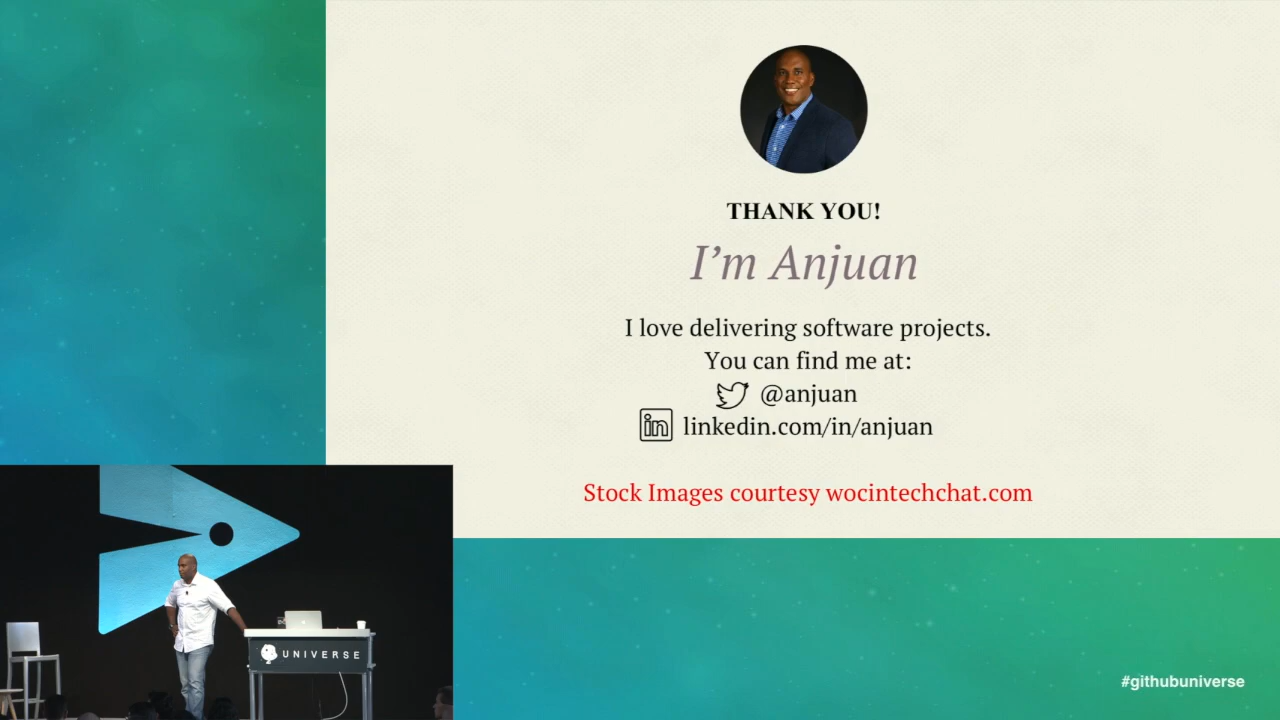 THANK YOU!
I’m Anjuan
I love delivering software projects.
You can find me at:
@anjuan
in linkedin.com/in/anjuan
Stock Images courtesy wocintechchat.com
UNIVERSE
#githubuniverse